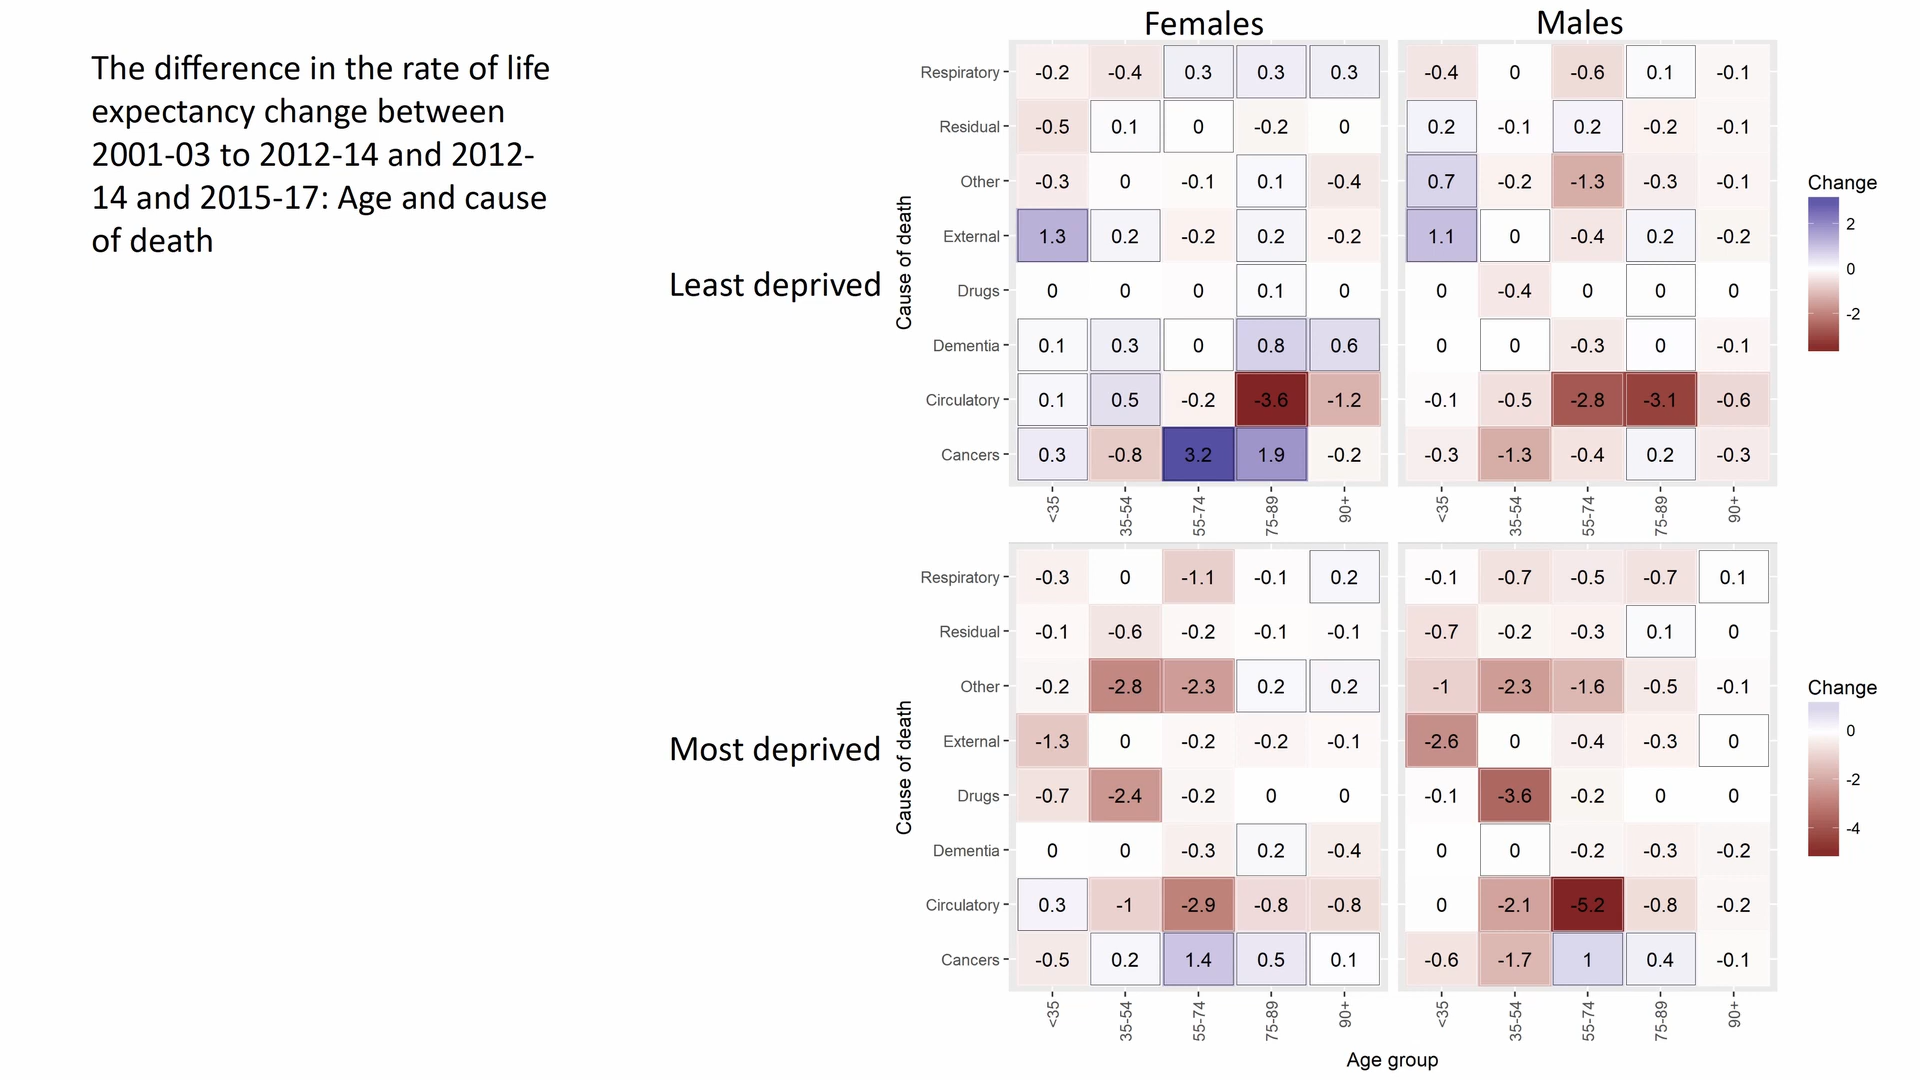 The difference in the rate of life
expectancy change between
2001-03 to 2012-14 and 2012-
14 and 2015-17: Age and cause
of death
Females
Males
Least deprived
Cause of death
Respiratory -0.2 -0.4 0.3 0.3 0.3 -0.4 0 -0.6 0.1 -0.1
Residual -0.5 0.1 0 -0.2 0 0.2 -0.1 0.2 -0.2 -0.1
Other -0.3 0 -0.1 0.1 -0.4 0.7 -0.2 -1.3 -0.3 -0.1
External 1.3 0.2 -0.2 0.2 -0.2 1.1 0 -0.4 0.2 -0.2
Drugs 0 0 0 0.1 0 0 -0.4 0 0 0
Dementia 0.1 0.3 0 0.8 0.6 0 0 -0.3 0 -0.1
Circulatory 0.1 0.5 -0.2 -3.6 -1.2 -0.1 -0.5 -2.8 -3.1 -0.6
Cancers 0.3 -0.8 3.2 1.9 -0.2 -0.3 -1.3 -0.4 0.2 -0.3
<35 35-54 55-74 75-89 90+ <35 35-54 55-74 75-89 90+
Change
2
0
-2
Most deprived
Cause of death
Respiratory -0.3 0 -1.1 -0.1 0.2 -0.1 -0.7 -0.5 -0.7 0.1
Residual -0.1 -0.6 -0.2 -0.1 -0.1 -0.7 -0.2 -0.3 0.1 0
Other -0.2 -2.8 -2.3 0.2 0.2 -1 -2.3 -1.6 -0.5 -0.1
External -1.3 0 -0.2 -0.2 -0.1 -2.6 0 -0.4 -0.3 0
Drugs -0.7 -2.4 -0.2 0 0 -0.1 -3.6 -0.2 0 0
Dementia 0 0 -0.3 0.2 -0.4 0 0 -0.2 -0.3 -0.2
Circulatory 0.3 -1 -2.9 -0.8 -0.8 0 -2.1 -5.2 -0.8 -0.2
Cancers -0.5 0.2 1.4 0.5 0.1 -0.6 -1.7 1 0.4 -0.1
<35 35-54 55-74 75-89 90+ <35 35-54 55-74 75-89 90+
Age group
Change
0
-2
-4